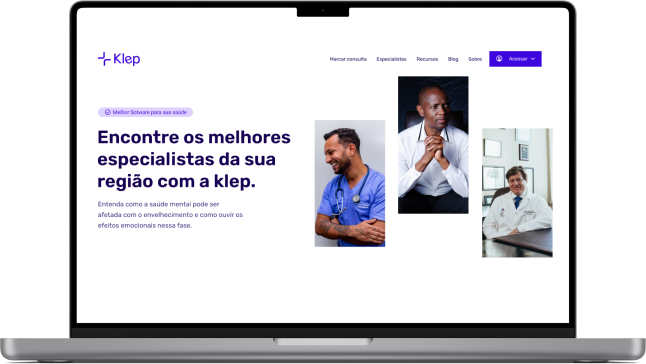 Klep
Marcar consulta Especialistas Recursos Blog Sobre Acessar
Melhor Sotware para sua saúde
Encontre os melhores
especialistas da sua
região com a klep.
Entenda como a saúde mental pode ser
afetada com o envelhecimento e como ouvir os
efeitos emocionais nessa fase.